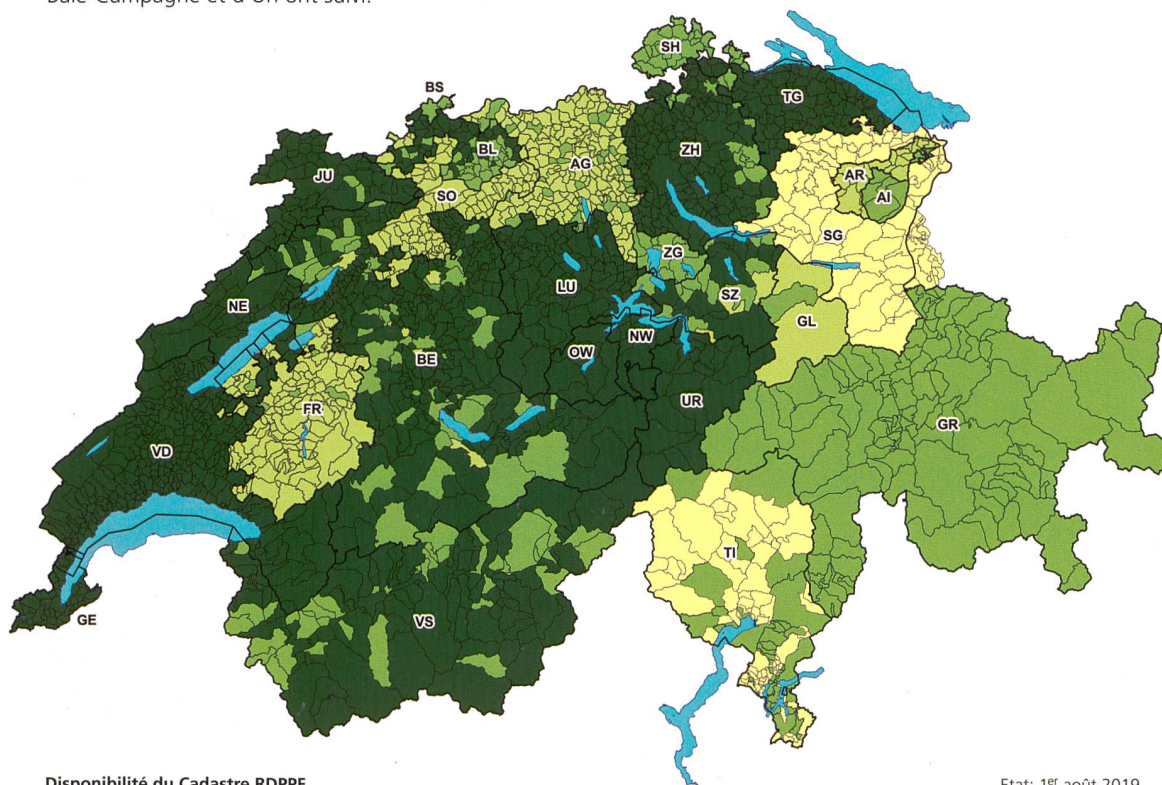 Bâle-Campagne et d'Uri ont suivi.
SH
BS
TG
BL
ZH
AG
JU
AR
SO
AI
SG
ZG
LU
SZ
NE
GL
NW
OW
BE
UR
FR
GR
VD
TI
GE
VS
Disponibilité du Cadastre RDPPF
Etat: 1er août 2019